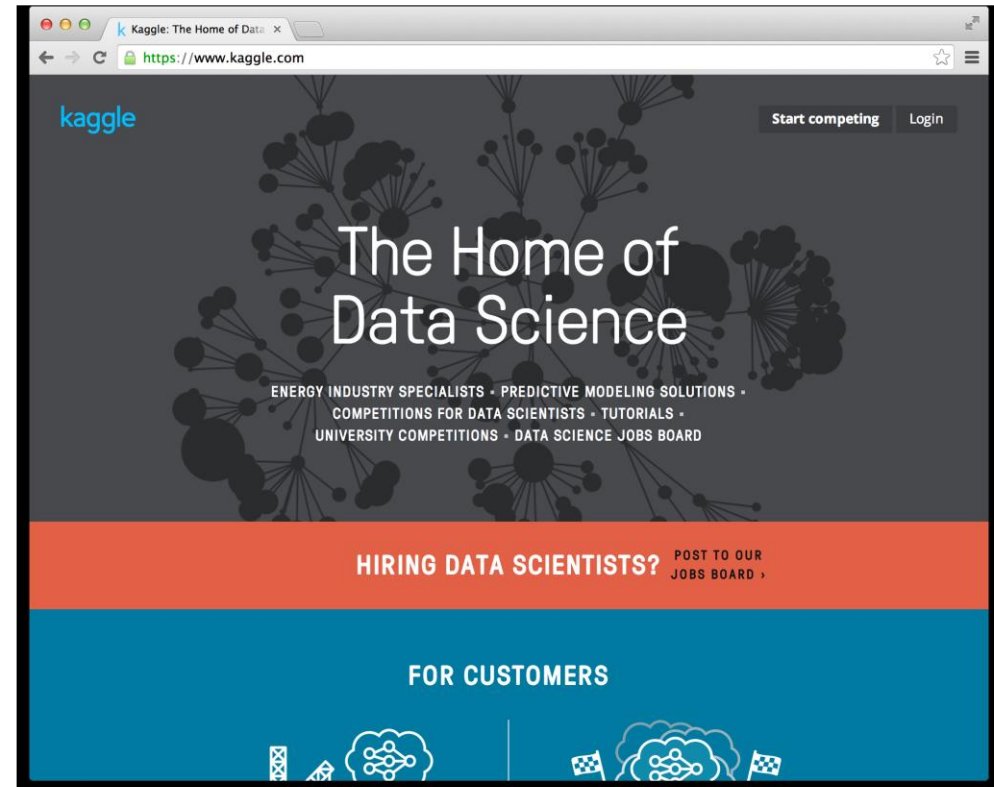 Kaggle: The Home of Data
https://www.kaggle.com
kaggle
Start competing Login
The Home of
Data Science
ENERGY INDUSTRY SPECIALISTS • PREDICTIVE MODELING SOLUTIONS •
COMPETITIONS FOR DATA SCIENTISTS • TUTORIALS •
UNIVERSITY COMPETITIONS • DATA SCIENCE JOBS BOARD
HIRING DATA SCIENTISTS? POST TO OUR
JOBS BOARD ›
FOR CUSTOMERS